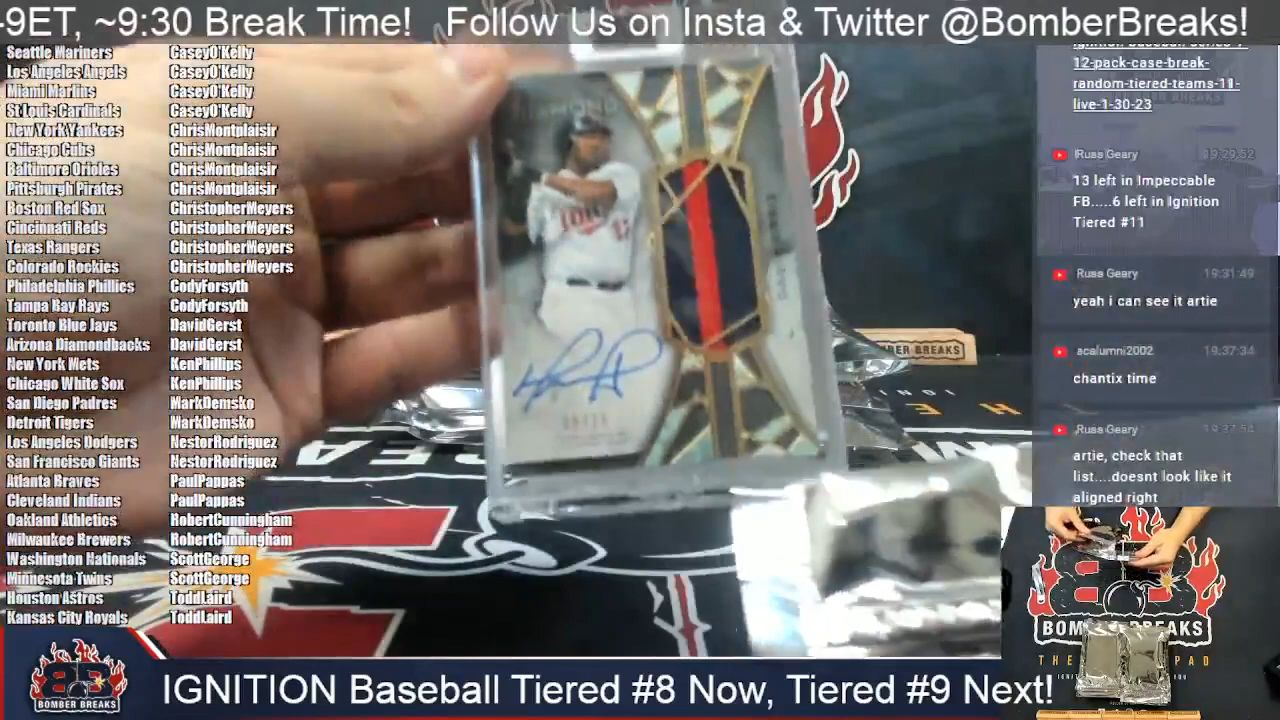 -9ET, ~9:30 Break Time! Follow Us on Insta & Twitter @BomberBreaks!
Seattle Mariners CaseyO'Kelly
Los Angeles Angels CaseyO'Kelly
Miami Marlins CaseyO'Kelly
St Louis Cardinals CaseyO'Kelly
New York Yankees ChrisMontplaisir
Chicago Cubs ChrisMontplaisir
Baltimore Orioles ChrisMontplaisir
Pittsburgh Pirates ChrisMontplaisir
Boston Red Sox ChristopherMeyers
Cincinnati Reds ChristopherMeyers
Texas Rangers ChristopherMeyers
Colorado Rockies ChristopherMeyers
Philadelphia Phillies CodyForsyth
Tampa Bay Rays CodyForsyth
Toronto Blue Jays DavidGerst
Arizona Diamondbacks DavidGerst
New York Mets KenPhillips
Chicago White Sox KenPhillips
San Diego Padres MarkDemsko
Detroit Tigers MarkDemsko
Los Angeles Dodgers NestorRodriguez
San Francisco Giants NestorRodriguez
Atlanta Braves PaulPappas
Cleveland Indians PaulPappas
Oakland Athletics RobertCunningham
Milwaukee Brewers RobertCunningham
Washington Nationals ScottGeorge
Minnesota Twins ScottGeorge
Houston Astros ToddLaird
Kansas City Royals ToddLaird
BER BREAKS
12-pack-case-break-
random-tiered-teams-11-
live-1-30-23
Russ Geary 19:29:52
13 left in Impeccable
FB.....6 left in Ignition
Tiered #11
Russ Geary 19:31:49
yeah i can see it artie
acalumni2002 19:37:34
chantix time
Russ Geary 19:37:54
artie, check that
list....doesnt look like it
aligned right
BOMBER BREAKS
BOMBER BREAKS
IGNITION Baseball Tiered #8 Now, Tiered #9 Next!